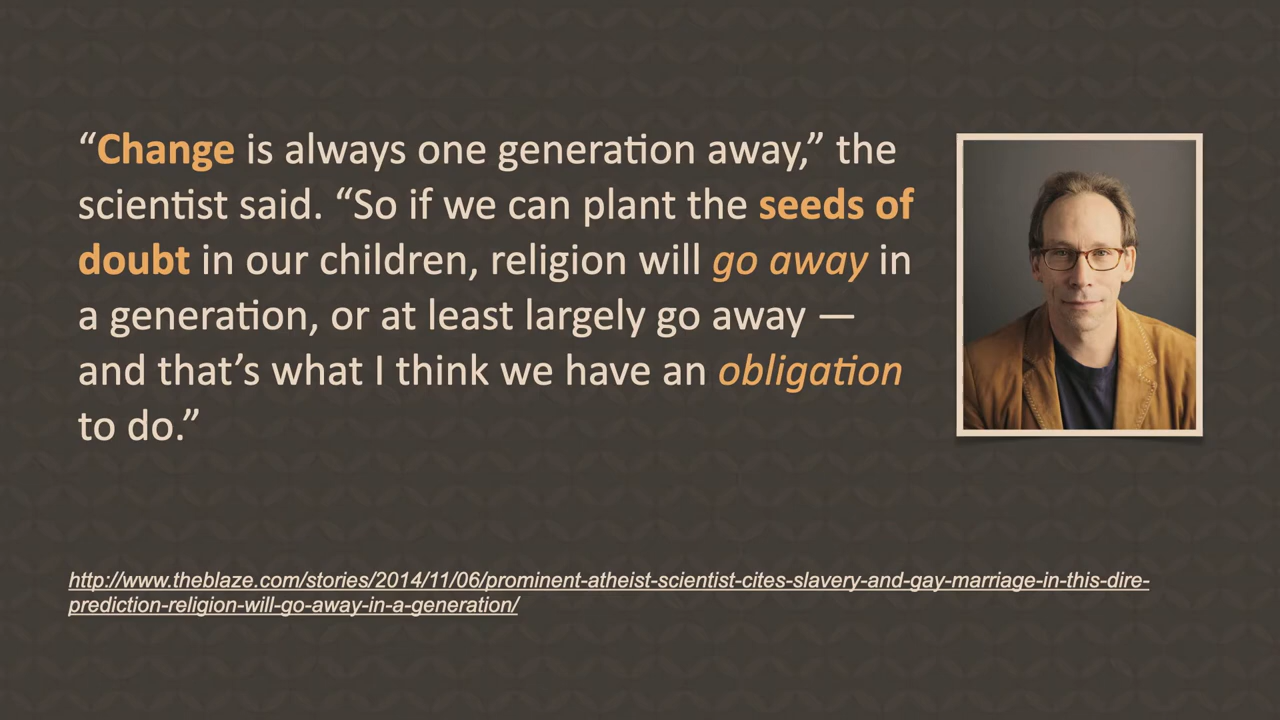 “Change is always one generation away,” the
scientist said. “So if we can plant the seeds of
doubt in our children, religion will go away in
a generation, or at least largely go away —
and that’s what I think we have an obligation
to do.”
http://www.theblaze.com/stories/2014/11/06/prominent-atheist-scientist-cites-slavery-and-gay-marriage-in-this-dire-
prediction-religion-will-go-away-in-a-generation/